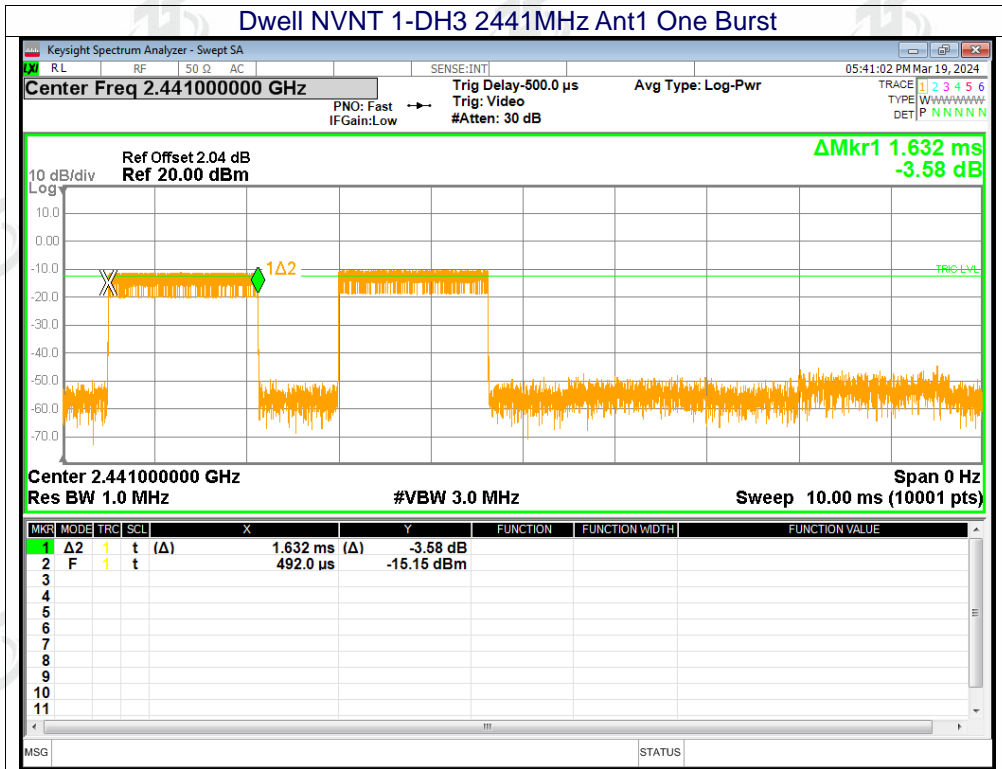 Dwell NVNT 1-DH3 2441MHz Ant1 One Burst
Keysight Spectrum Analyzer - Swept SA
LXI RL RF 50 Ω AC SENSE:INT 05:41:02 PM Mar 19, 2024
Center Freq 2.441000000 GHz Trig Delay-500.0 µs Avg Type: Log-Pwr TRACE 1 2 3 4 5 6
PNO: Fast Trig: Video TYPE WWWWWWW
IFGain:Low #Atten: 30 dB DET P N N N N N
ΔMkr1 1.632 ms
-3.58 dB
Ref Offset 2.04 dB
10 dB/div Ref 20.00 dBm
Log
10.0
0.00
-10.0 1Δ2 TRIG LVL
-20.0
-30.0
-40.0
-50.0
-60.0
-70.0
Center 2.441000000 GHz Span 0 Hz
Res BW 1.0 MHz #VBW 3.0 MHz Sweep 10.00 ms (10001 pts)
MKR MODE TRC SCL X Y FUNCTION FUNCTION WIDTH FUNCTION VALUE
1 Δ2 1 t (Δ) 1.632 ms (Δ) -3.58 dB
2 F 1 t 492.0 µs -15.15 dBm
3
4
5
6
7
8
9
10
11
MSG STATUS